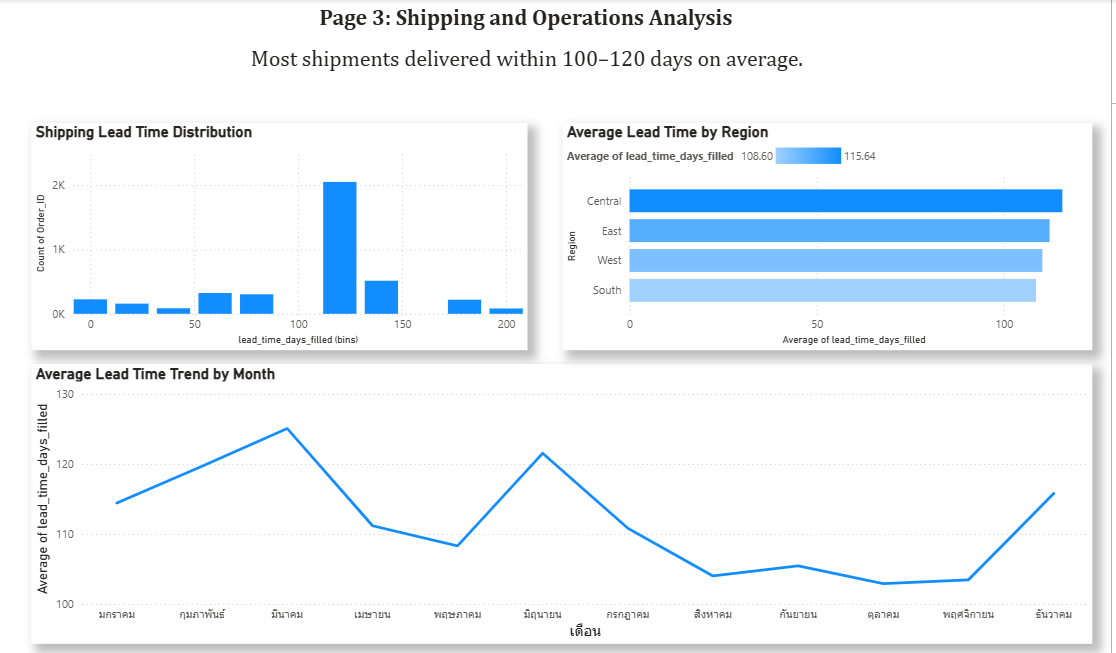 Page 3: Shipping and Operations Analysis
Most shipments delivered within 100–120 days on average.
Shipping Lead Time Distribution
Count of Order_ID
2K
1K
0K
0 50 100 150 200
lead_time_days_filled (bins)
Average Lead Time by Region
Average of lead_time_days_filled 108.60 115.64
Region
Central
East
West
South
0 50 100
Average of lead_time_days_filled
Average Lead Time Trend by Month
Average of lead_time_days_filled
130
120
110
100
มกราคม กุมภาพันธ์ มีนาคม เมษายน พฤษภาคม มิถุนายน กรกฎาคม สิงหาคม กันยายน ตุลาคม พฤศจิกายน ธันวาคม
เดือน